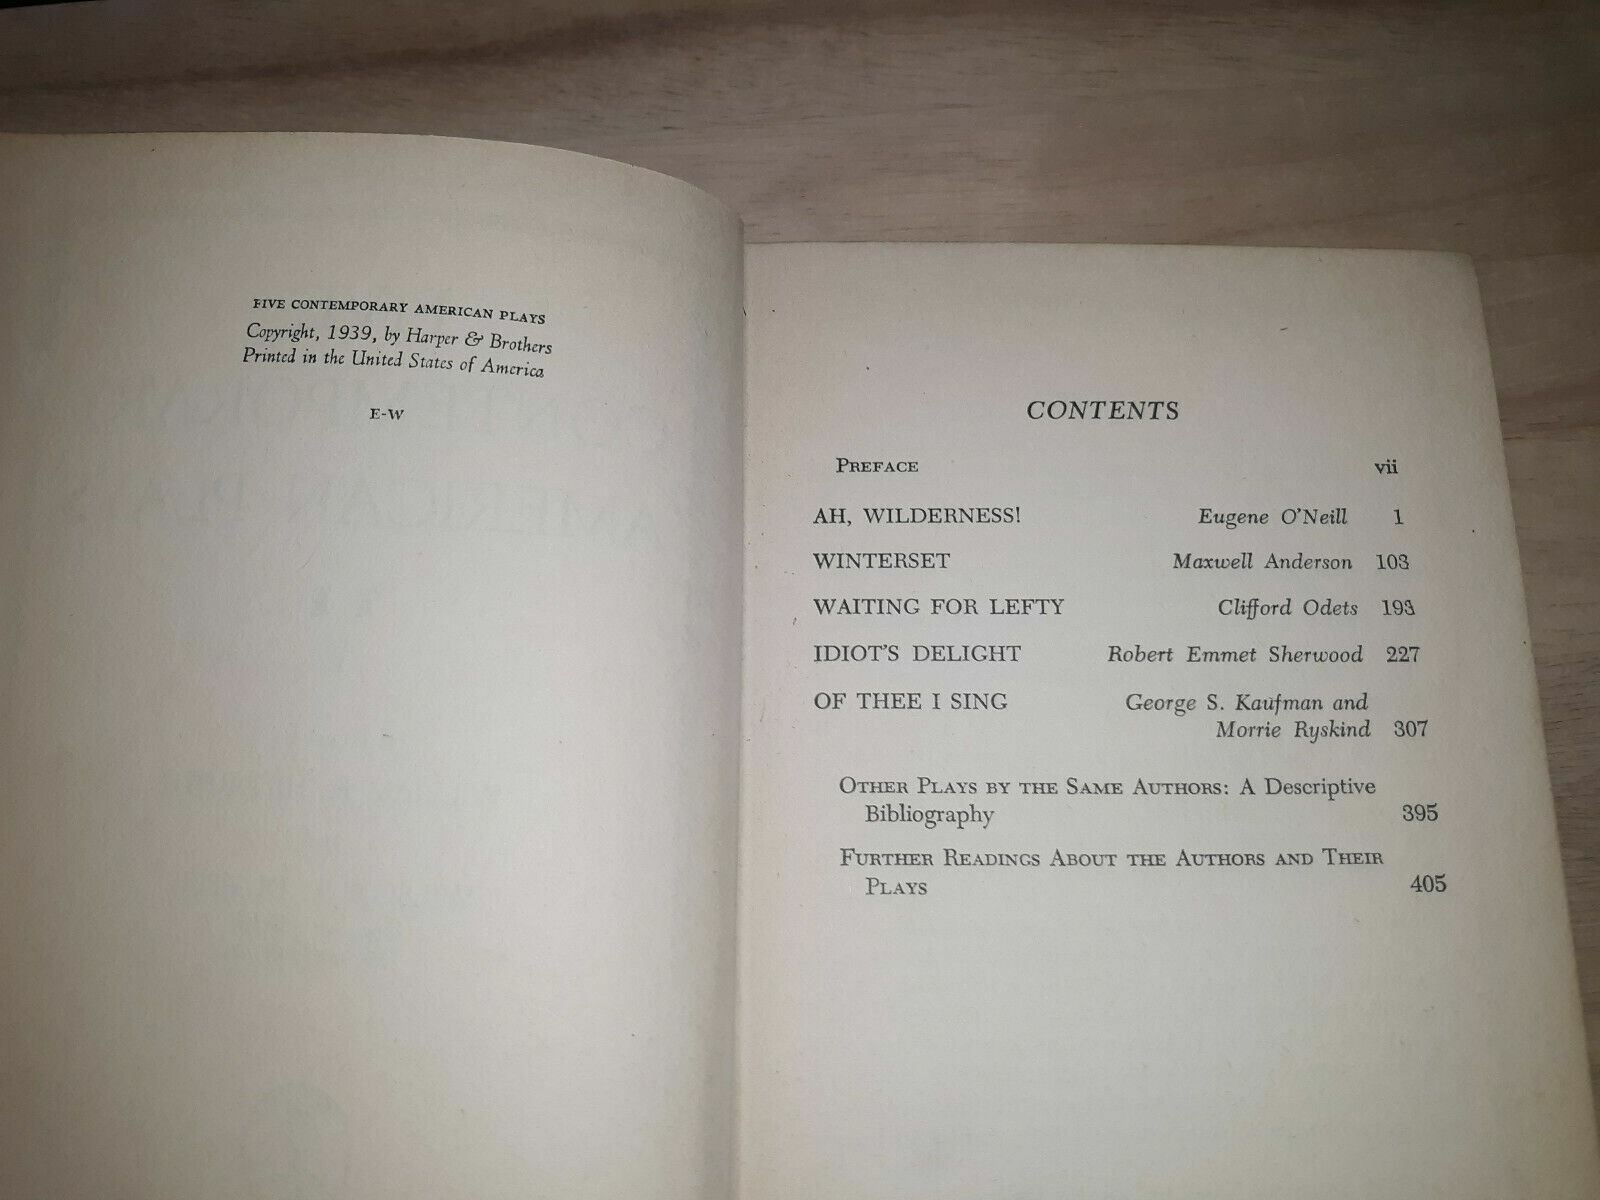 FIVE CONTEMPORARY AMERICAN PLAYS
Copyright, 1939, by Harper & Brothers
Printed in the United States of America
E-W
CONTENTS
PREFACE vii
AH, WILDERNESS! Eugene O'Neill 1
WINTERSET Maxwell Anderson 103
WAITING FOR LEFTY Clifford Odets 193
IDIOT'S DELIGHT Robert Emmet Sherwood 227
OF THEE I SING George S. Kaufman and
Morrie Ryskind 307
OTHER PLAYS BY THE SAME AUTHORS: A Descriptive
Bibliography 395
FURTHER READINGS ABOUT THE AUTHORS AND THEIR
PLAYS 405